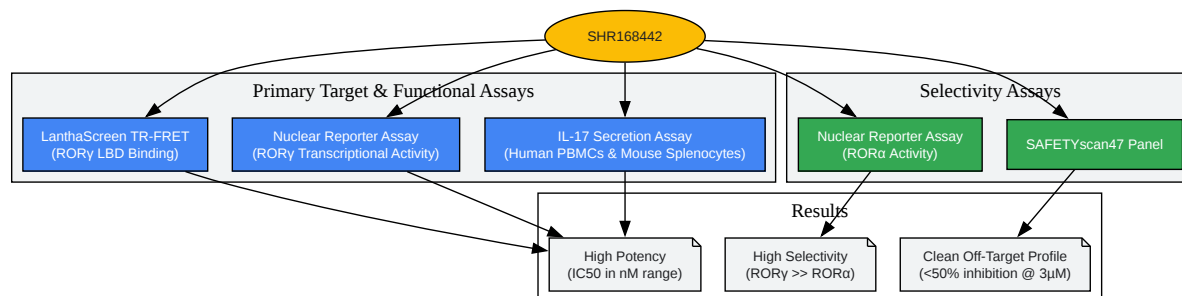 SHR168442
Primary Target & Functional Assays
Selectivity Assays
LanthaScreen TR-FRET
(RORγ LBD Binding)
Nuclear Reporter Assay
(RORγ Transcriptional Activity)
IL-17 Secretion Assay
(Human PBMCs & Mouse Splenocytes)
Nuclear Reporter Assay
(RORα Activity)
SAFETYscan47 Panel
Results
High Potency
(IC50 in nM range)
High Selectivity
(RORγ >> RORα)
Clean Off-Target Profile
(<50% inhibition @ 3μM)